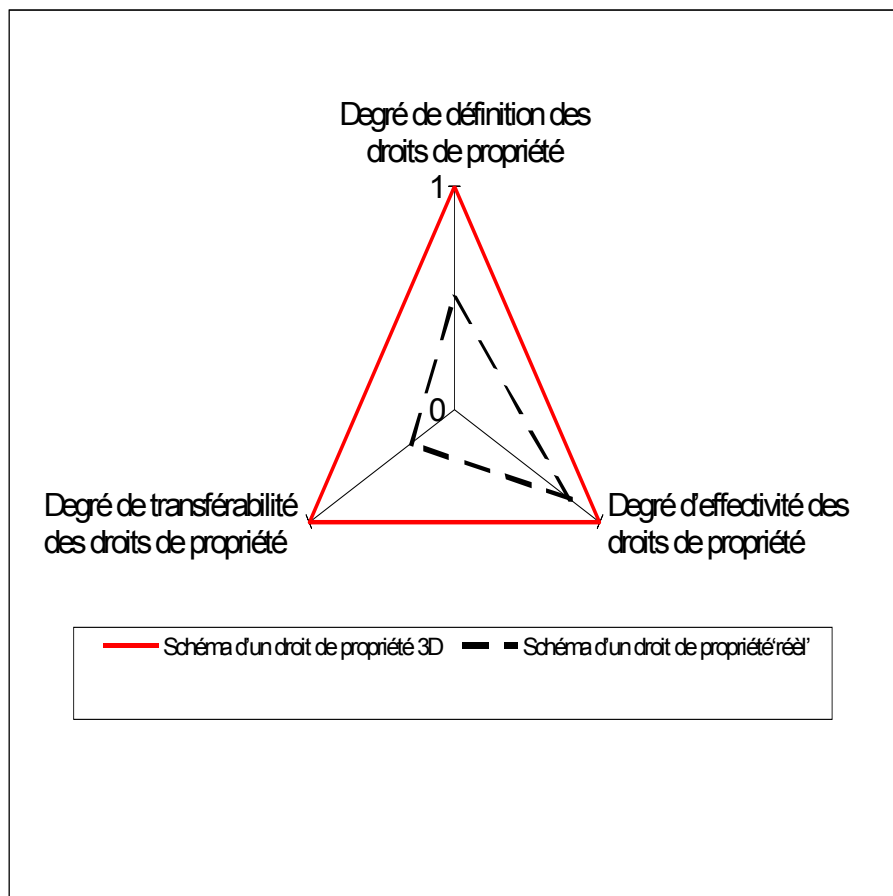 Degré de définition des
droits de propriété
1
0
Degré de transférabilité
des droits de propriété
Degré d'effectivité des
droits de propriété
Schéma d'un droit de propriété 3D
Schéma d'un droit de propriété‘réèl’